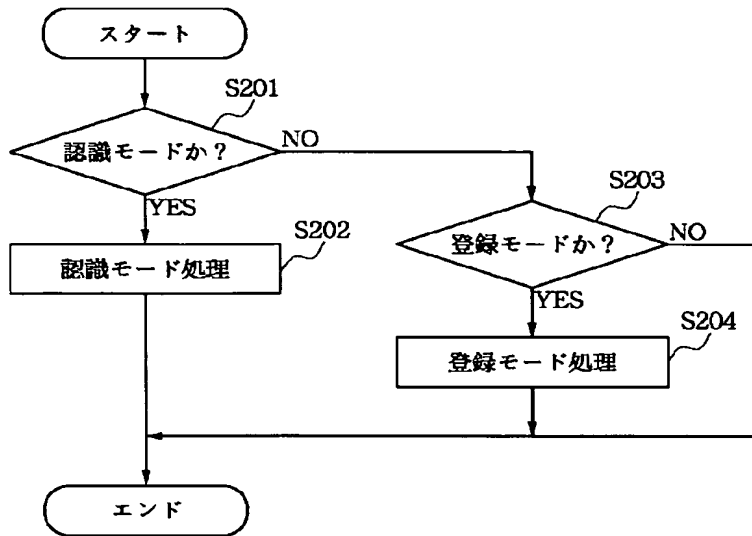 スタート
S201
認識モードか？
NO
YES
S202
認識モード処理
S203
登録モードか？
NO
YES
S204
登録モード処理
エンド